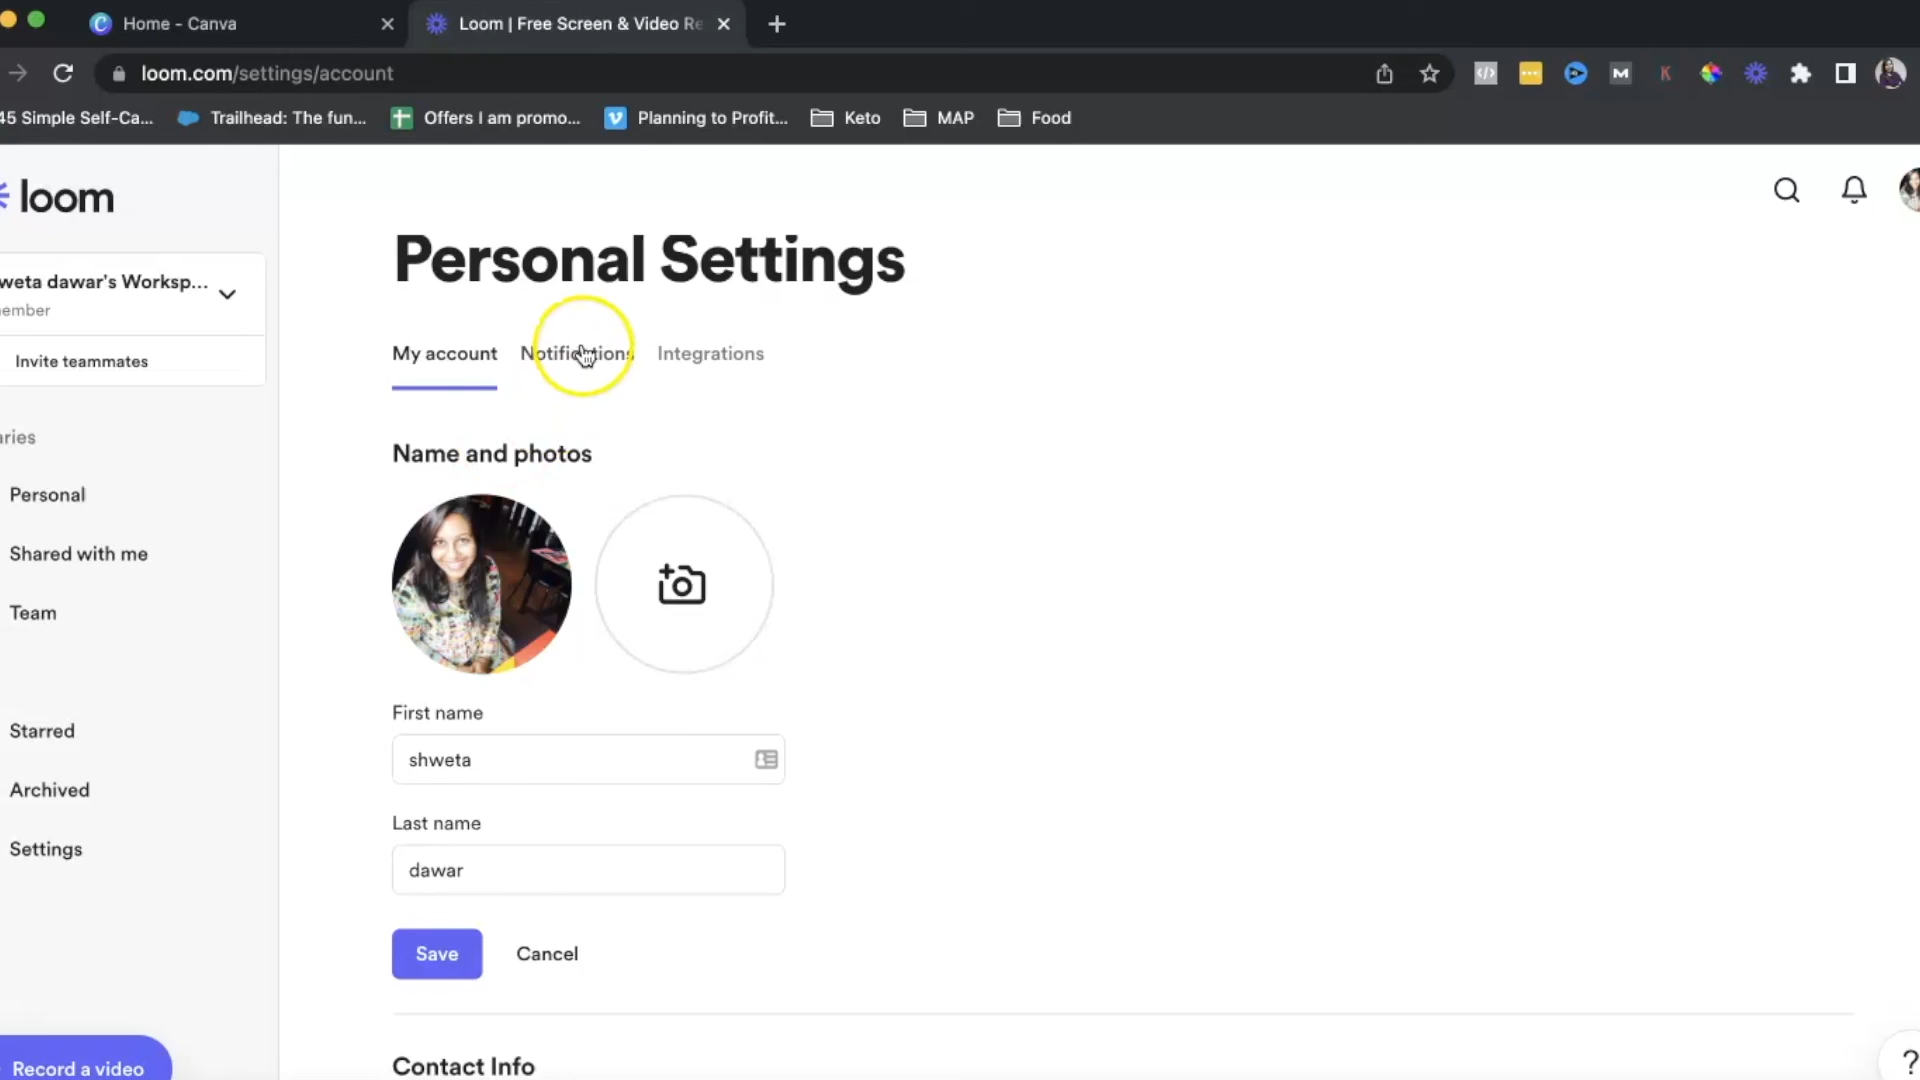 Home - Canva
Loom | Free Screen & Video Re
loom.com/settings/account
45 Simple Self-Ca...
Trailhead: The fun...
Offers I am promo...
Planning to Profit...
Keto
MAP
Food
loom
weta dawar's Worksp...
ember
Invite teammates
aries
Personal
Shared with me
Team
Starred
Archived
Settings
Record a video
Personal Settings
My account
Notifications
Integrations
Name and photos
First name
shweta
Last name
dawar
Save
Cancel
Contact Info
?